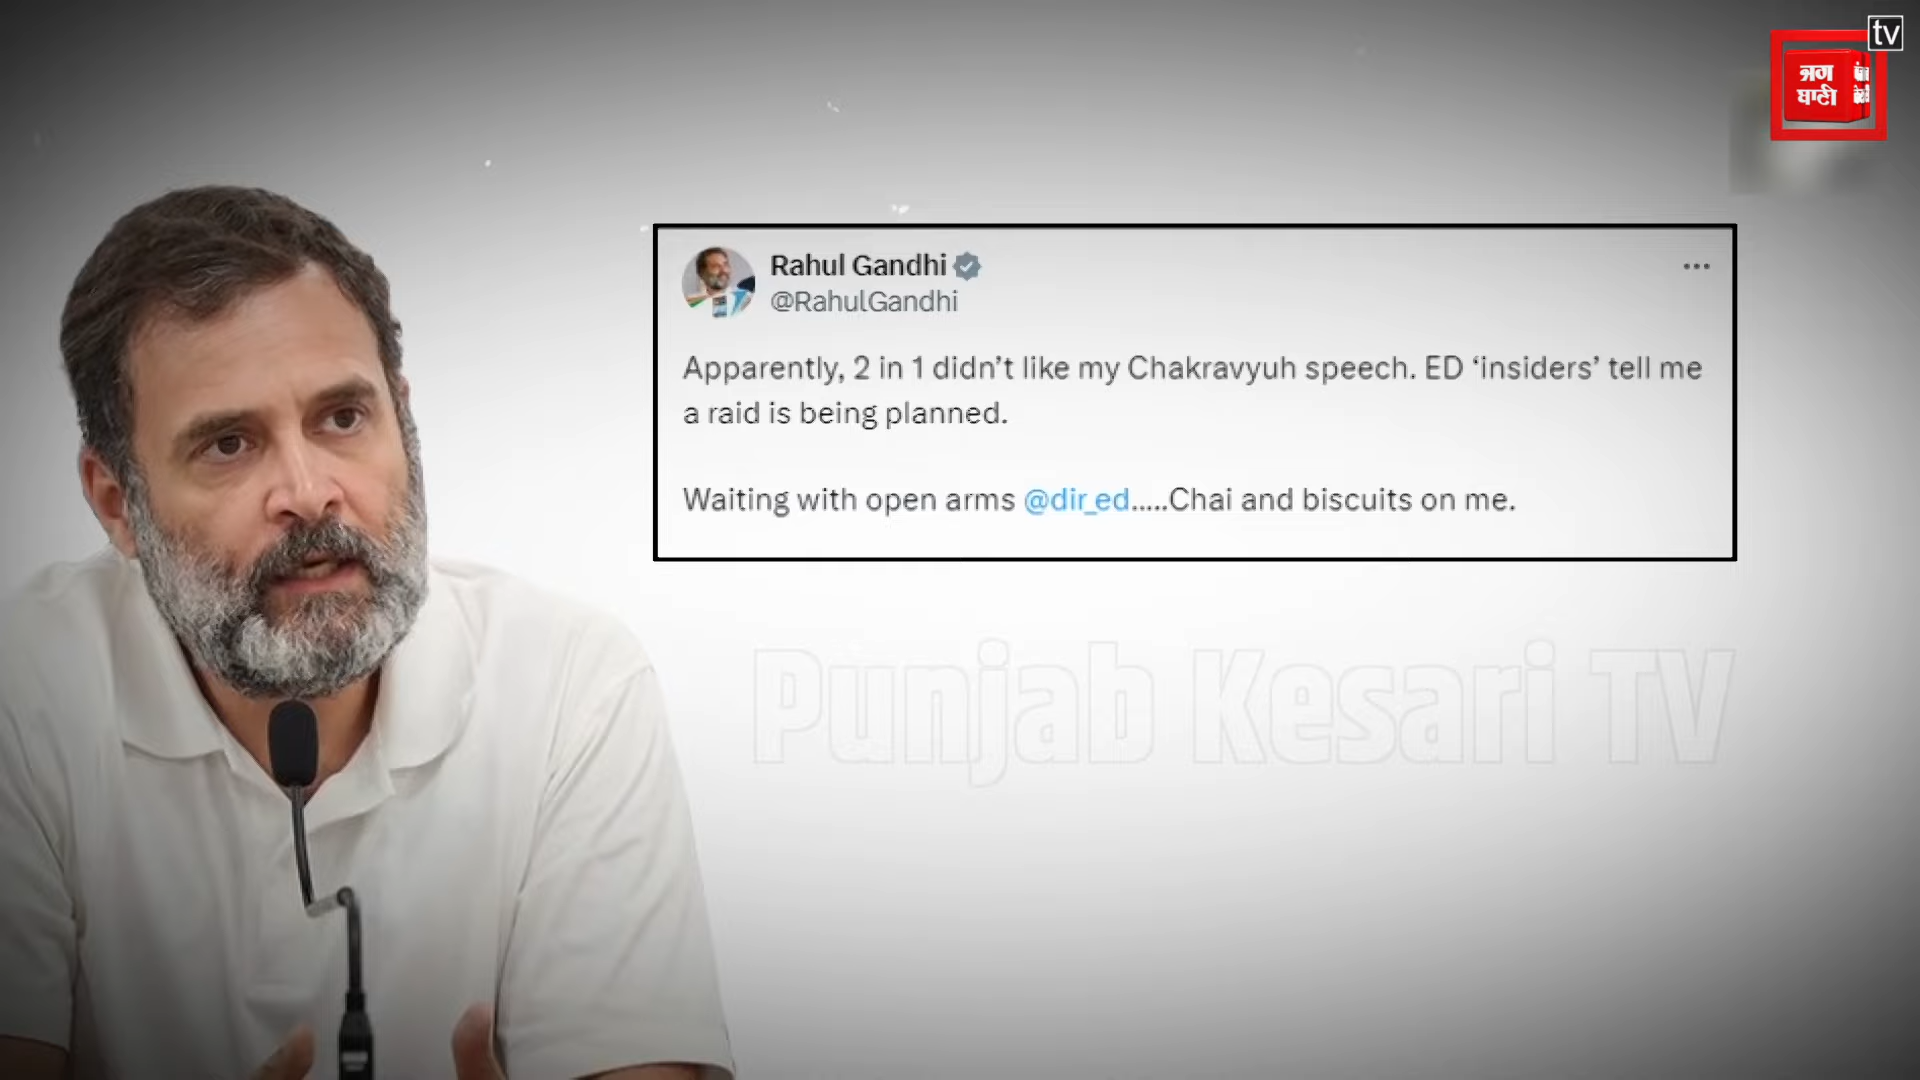 tv
ਜਗ
ਬਾਣੀ
Rahul Gandhi
@RahulGandhi
Apparently, 2 in 1 didn’t like my Chakravyuh speech. ED ‘insiders’ tell me
a raid is being planned.
Waiting with open arms @dir_ed.....Chai and biscuits on me.
Punjab Kesari TV